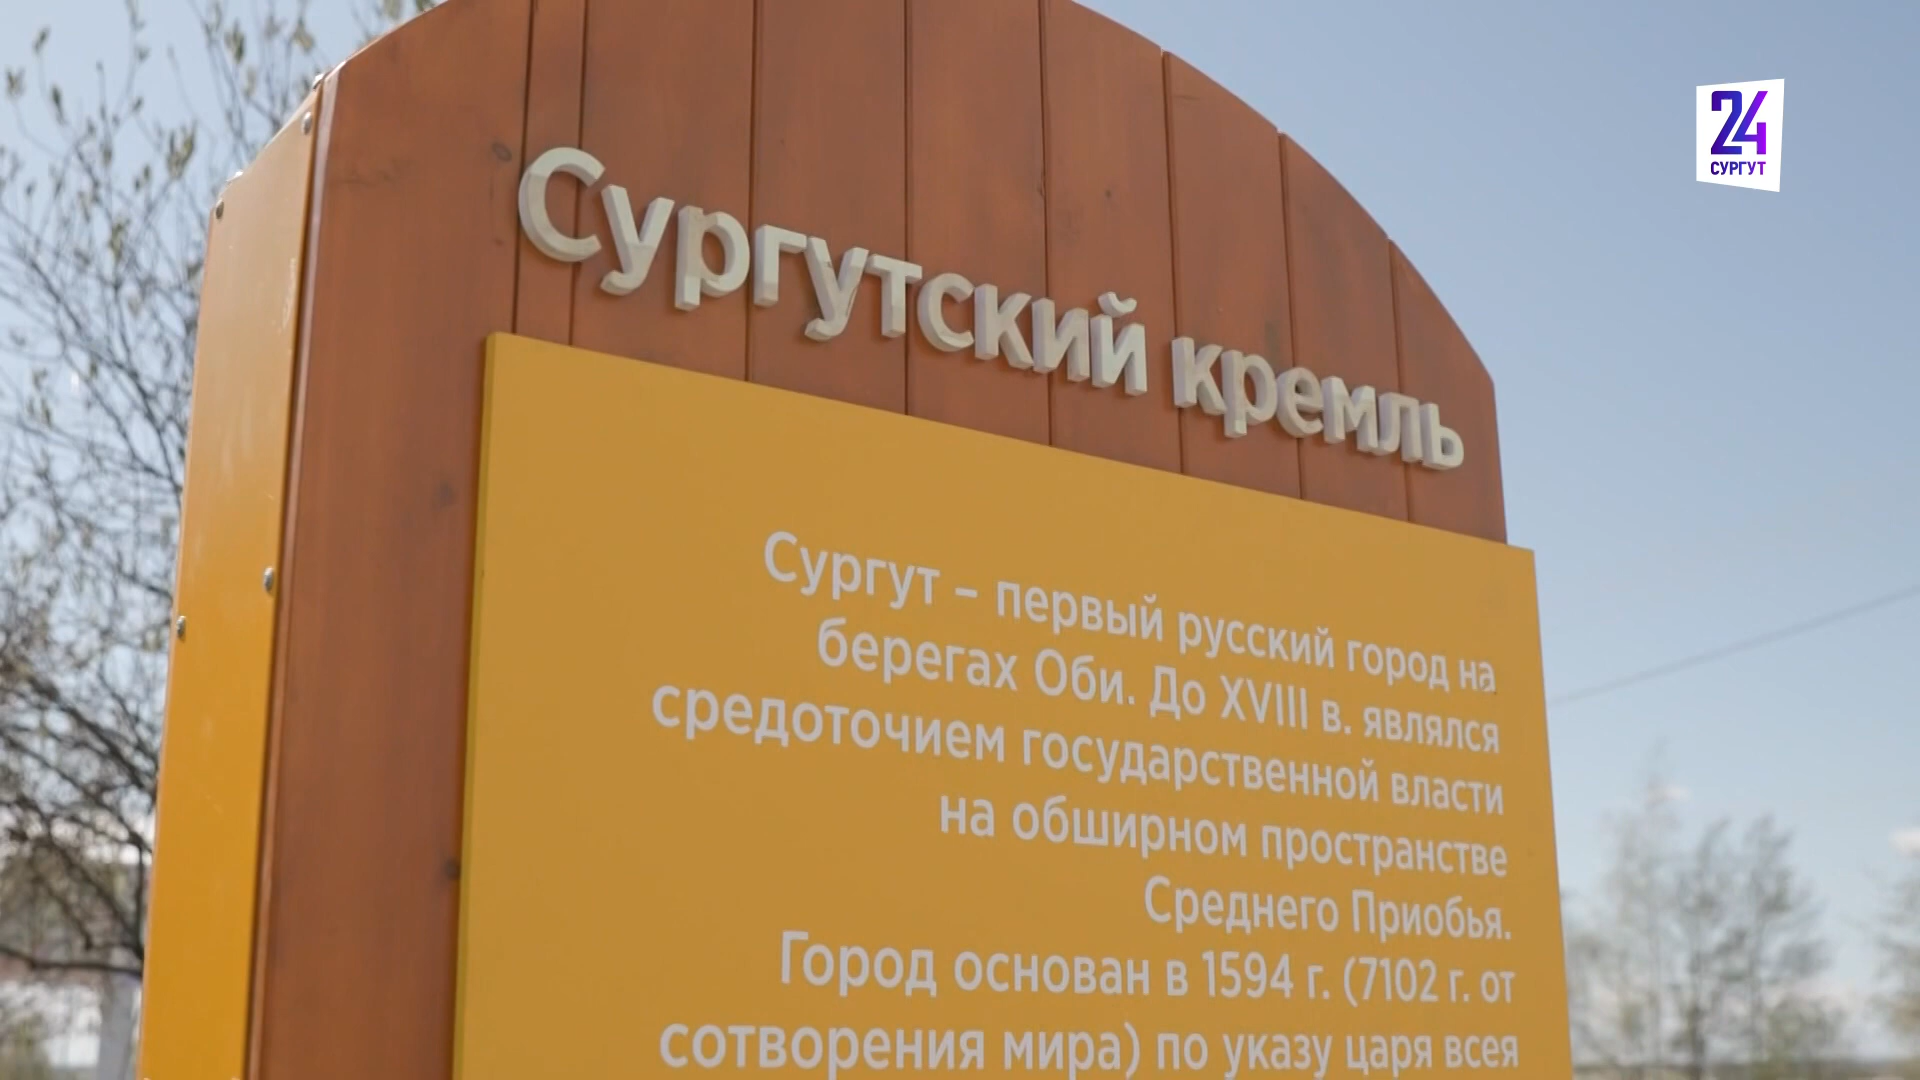 24
СУРГУТ
Сургутский кремль
Сургут – первый русский город на
берегах Оби. До XVIII в. являлся
средоточием государственной власти
на обширном пространстве
Среднего Приобья.
Город основан в 1594 г. (7102 г. от
сотворения мира) по указу царя всея